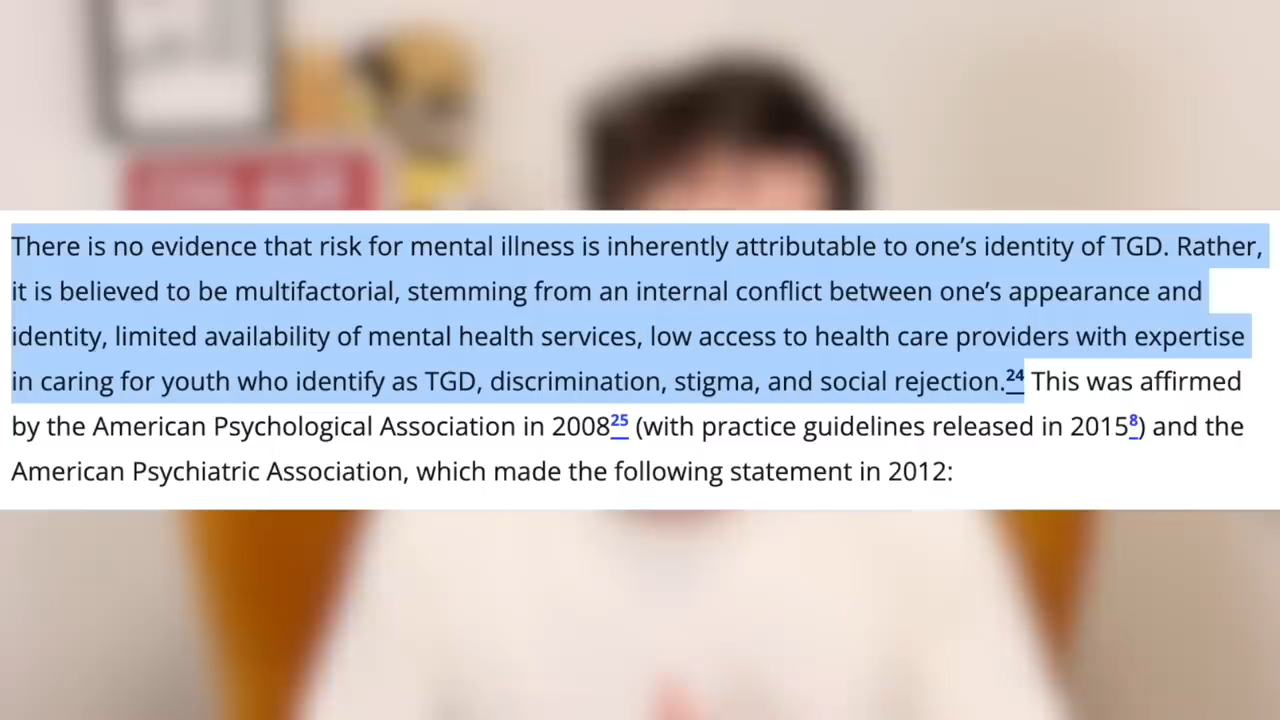 There is no evidence that risk for mental illness is inherently attributable to one’s identity of TGD. Rather,
it is believed to be multifactorial, stemming from an internal conflict between one’s appearance and
identity, limited availability of mental health services, low access to health care providers with expertise
in caring for youth who identify as TGD, discrimination, stigma, and social rejection.24 This was affirmed
by the American Psychological Association in 200825 (with practice guidelines released in 20158) and the
American Psychiatric Association, which made the following statement in 2012: